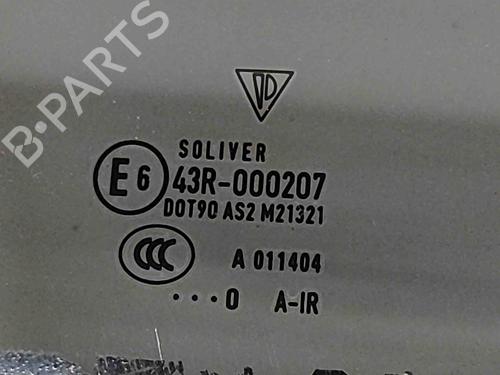 B-PARTS
SOLIVER
E6 43R-000207
DOT90 AS2 M21321
CCC A 011404
...0 A-IR